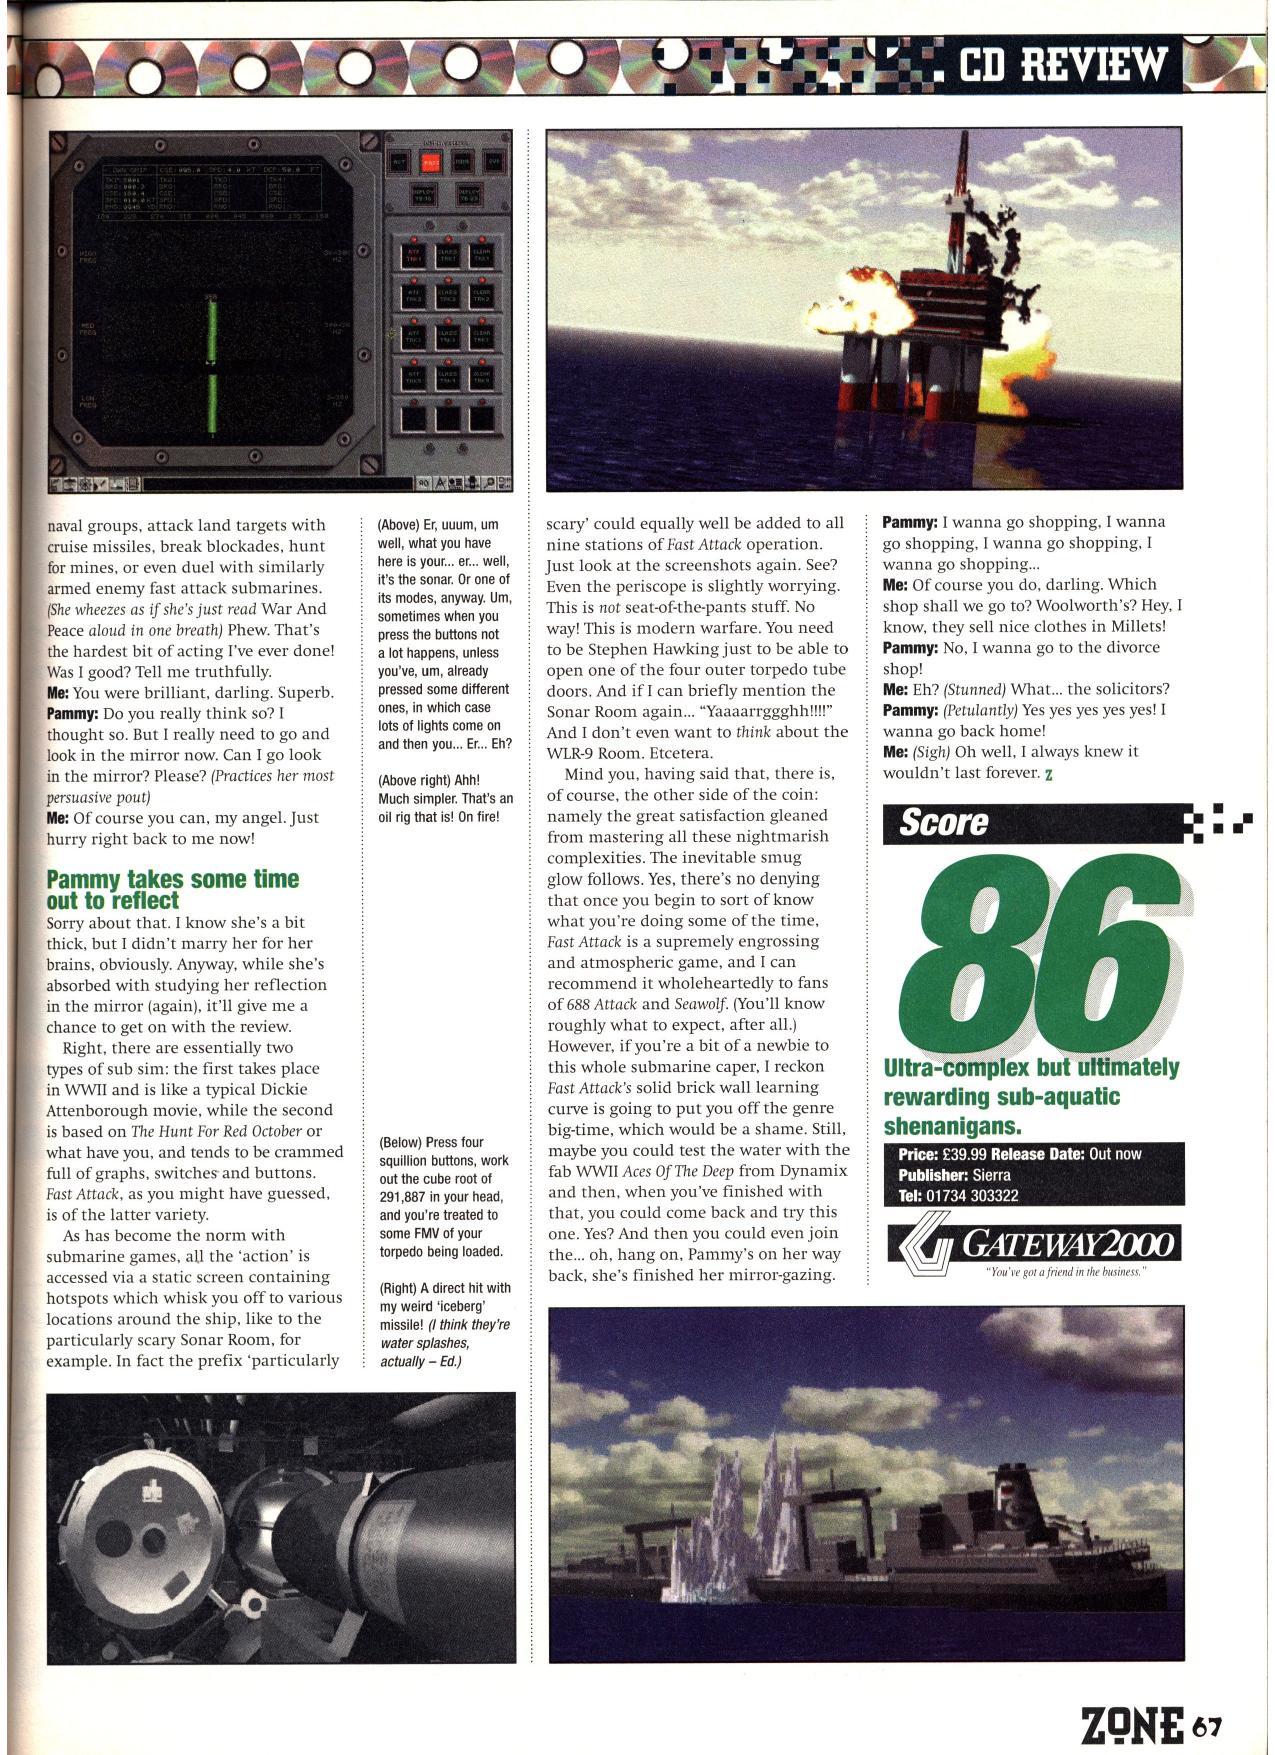 CD REVIEW
naval groups, attack land targets with
cruise missiles, break blockades, hunt
for mines, or even duel with similarly
armed enemy fast attack submarines.
(She wheezes as if she's just read War And
Peace aloud in one breath) Phew. That's
the hardest bit of acting I've ever done!
Was I good? Tell me truthfully.
Me: You were brilliant, darling. Superb.
Pammy: Do you really think so? I
thought so. But I really need to go and
look in the mirror now. Can I go look
in the mirror? Please? (Practices her most
persuasive pout)
Me: Of course you can, my angel. Just
hurry right back to me now!
Pammy takes some time
out to reflect
Sorry about that. I know she's a bit
thick, but I didn't marry her for her
brains, obviously. Anyway, while she's
absorbed with studying her reflection
in the mirror (again), it'll give me a
chance to get on with the review.
Right, there are essentially two
types of sub sim: the first takes place
in WWII and is like a typical Dickie
Attenborough movie, while the second
is based on The Hunt For Red October or
what have you, and tends to be crammed
full of graphs, switches and buttons.
Fast Attack, as you might have guessed,
is of the latter variety.
As has become the norm with
submarine games, all the 'action' is
accessed via a static screen containing
hotspots which whisk you off to various
locations around the ship, like to the
particularly scary Sonar Room, for
example. In fact the prefix 'particularly
(Above) Er, uuum, um
well, what you have
here is your... er... well,
it's the sonar. Or one of
its modes, anyway. Um,
sometimes when you
press the buttons not
a lot happens, unless
you've, um, already
pressed some different
ones, in which case
lots of lights come on
and then you... Er... Eh?
(Above right) Ahh!
Much simpler. That's an
oil rig that is! On fire!
(Below) Press four
squillion buttons, work
out the cube root of
291,887 in your head,
and you're treated to
some FMV of your
torpedo being loaded.
(Right) A direct hit with
my weird 'iceberg'
missile! (I think they're
water splashes,
actually – Ed.)
scary' could equally well be added to all
nine stations of Fast Attack operation.
Just look at the screenshots again. See?
Even the periscope is slightly worrying.
This is not seat-of-the-pants stuff. No
way! This is modern warfare. You need
to be Stephen Hawking just to be able to
open one of the four outer torpedo tube
doors. And if I can briefly mention the
Sonar Room again... "Yaaaarrggghh!!!!"
And I don't even want to think about the
WLR-9 Room. Etcetera.
Mind you, having said that, there is,
of course, the other side of the coin:
namely the great satisfaction gleaned
from mastering all these nightmarish
complexities. The inevitable smug
glow follows. Yes, there's no denying
that once you begin to sort of know
what you're doing some of the time,
Fast Attack is a supremely engrossing
and atmospheric game, and I can
recommend it wholeheartedly to fans
of 688 Attack and Seawolf. (You'll know
roughly what to expect, after all.)
However, if you're a bit of a newbie to
this whole submarine caper, I reckon
Fast Attack's solid brick wall learning
curve is going to put you off the genre
big-time, which would be a shame. Still,
maybe you could test the water with the
fab WWII Aces Of The Deep from Dynamix
and then, when you've finished with
that, you could come back and try this
one. Yes? And then you could even join
the... oh, hang on, Pammy's on her way
back, she's finished her mirror-gazing.
Pammy: I wanna go shopping, I wanna
go shopping, I wanna go shopping, I
wanna go shopping...
Me: Of course you do, darling. Which
shop shall we go to? Woolworth's? Hey, I
know, they sell nice clothes in Millets!
Pammy: No, I wanna go to the divorce
shop!
Me: Eh? (Stunned) What... the solicitors?
Pammy: (Petulantly) Yes yes yes yes yes! I
wanna go back home!
Me: (Sigh) Oh well, I always knew it
wouldn't last forever. Z
Score
86
Ultra-complex but ultimately
rewarding sub-aquatic
shenanigans.
Price: £39.99 Release Date: Out now
Publisher: Sierra
Tel: 01734 303322
GATEWAY2000
"You've got a friend in the business."
ZONE 67